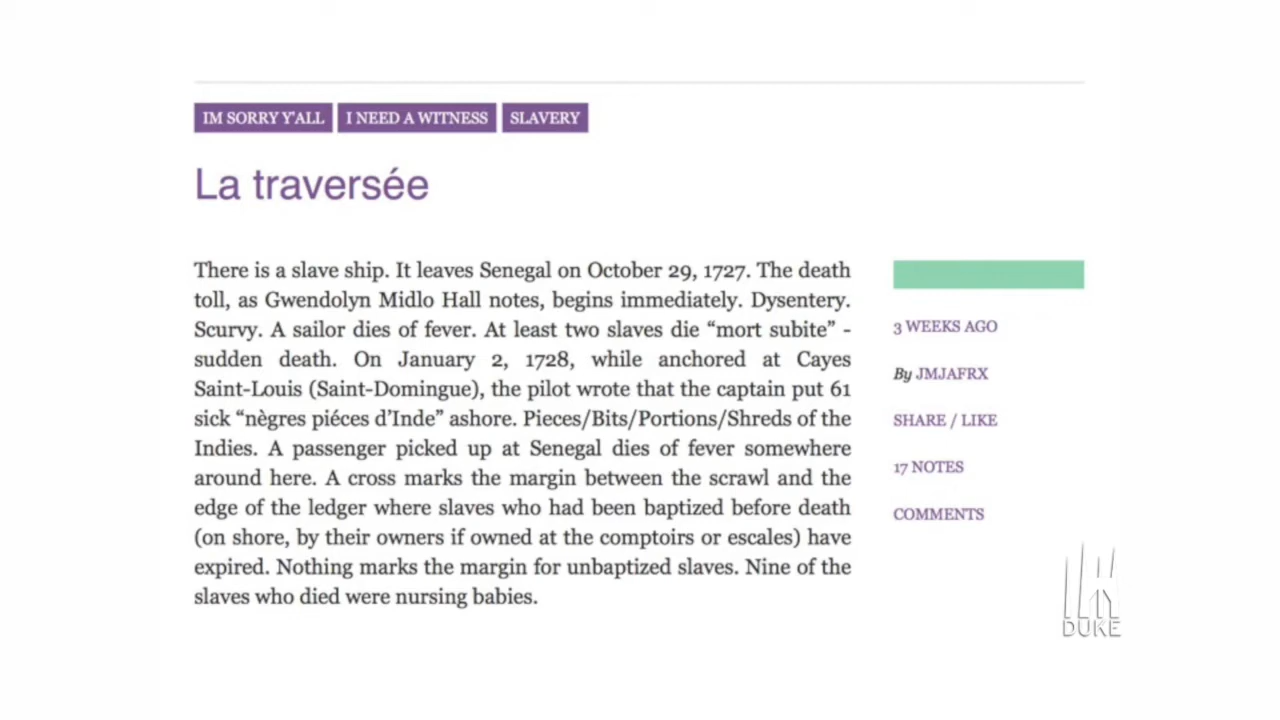 IM SORRY Y'ALL I NEED A WITNESS SLAVERY
La traversée
There is a slave ship. It leaves Senegal on October 29, 1727. The death
toll, as Gwendolyn Midlo Hall notes, begins immediately. Dysentery.
Scurvy. A sailor dies of fever. At least two slaves die “mort subite” -
sudden death. On January 2, 1728, while anchored at Cayes
Saint-Louis (Saint-Domingue), the pilot wrote that the captain put 61
sick “nègres piéces d’Inde” ashore. Pieces/Bits/Portions/Shreds of the
Indies. A passenger picked up at Senegal dies of fever somewhere
around here. A cross marks the margin between the scrawl and the
edge of the ledger where slaves who had been baptized before death
(on shore, by their owners if owned at the comptoirs or escales) have
expired. Nothing marks the margin for unbaptized slaves. Nine of the
slaves who died were nursing babies.
3 WEEKS AGO
By JMJAFRX
SHARE / LIKE
17 NOTES
COMMENTS
DUKE